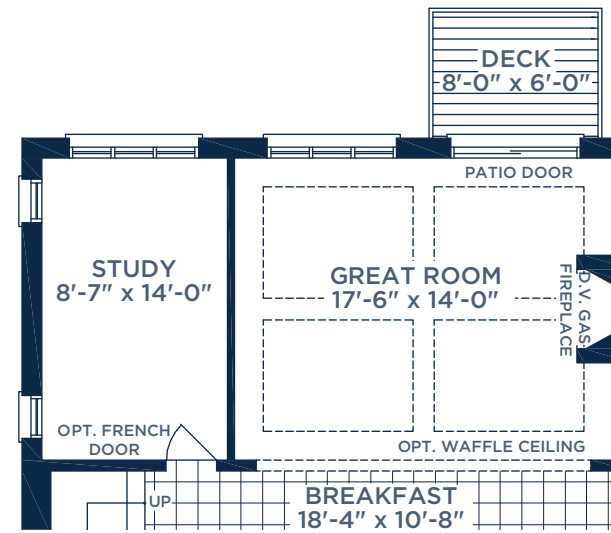 DECK
8'-0" x 6'-0"
PATIO DOOR
STUDY
8'-7" x 14'-0"
GREAT ROOM
17'-6" x 14'-0"
D.V. GAS
FIREPLACE
OPT. FRENCH
DOOR
OPT. WAFFLE CEILING
UP
BREAKFAST
18'-4" x 10'-8"